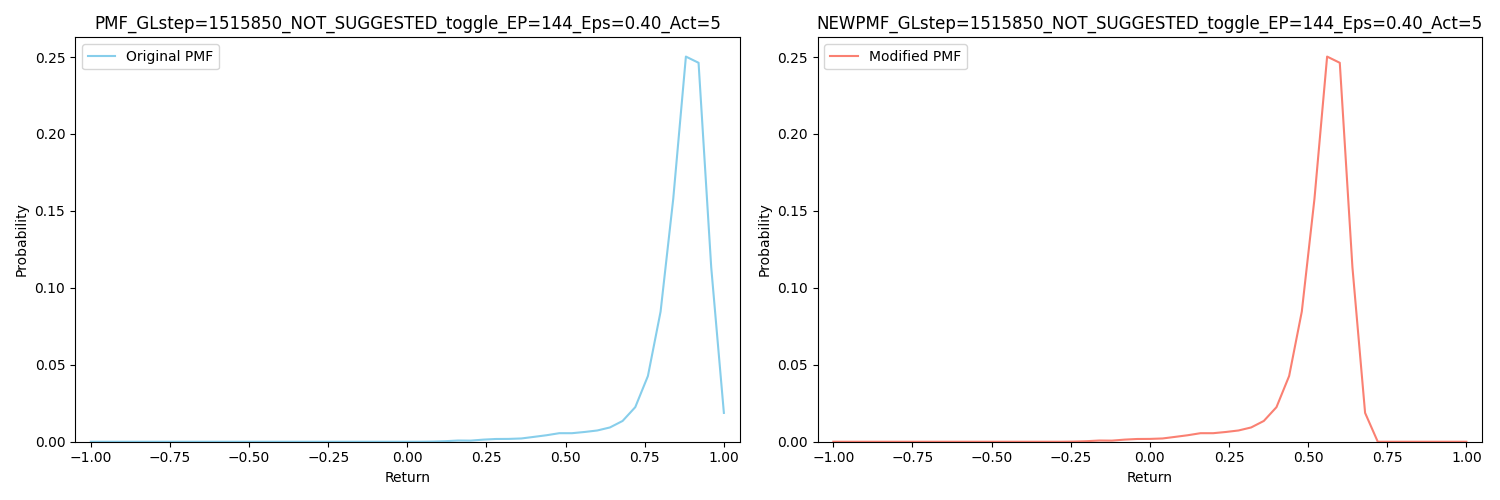 PMF_GLstep=1515850_NOT_SUGGESTED_toggle_EP=144_Eps=0.40_Act=5
Original PMF
Probability
0.25
0.20
0.15
0.10
0.05
0.00
−1.00 −0.75 −0.50 −0.25 0.00 0.25 0.50 0.75 1.00
Return
NEWPMF_GLstep=1515850_NOT_SUGGESTED_toggle_EP=144_Eps=0.40_Act=5
Modified PMF
Probability
0.25
0.20
0.15
0.10
0.05
0.00
−1.00 −0.75 −0.50 −0.25 0.00 0.25 0.50 0.75 1.00
Return